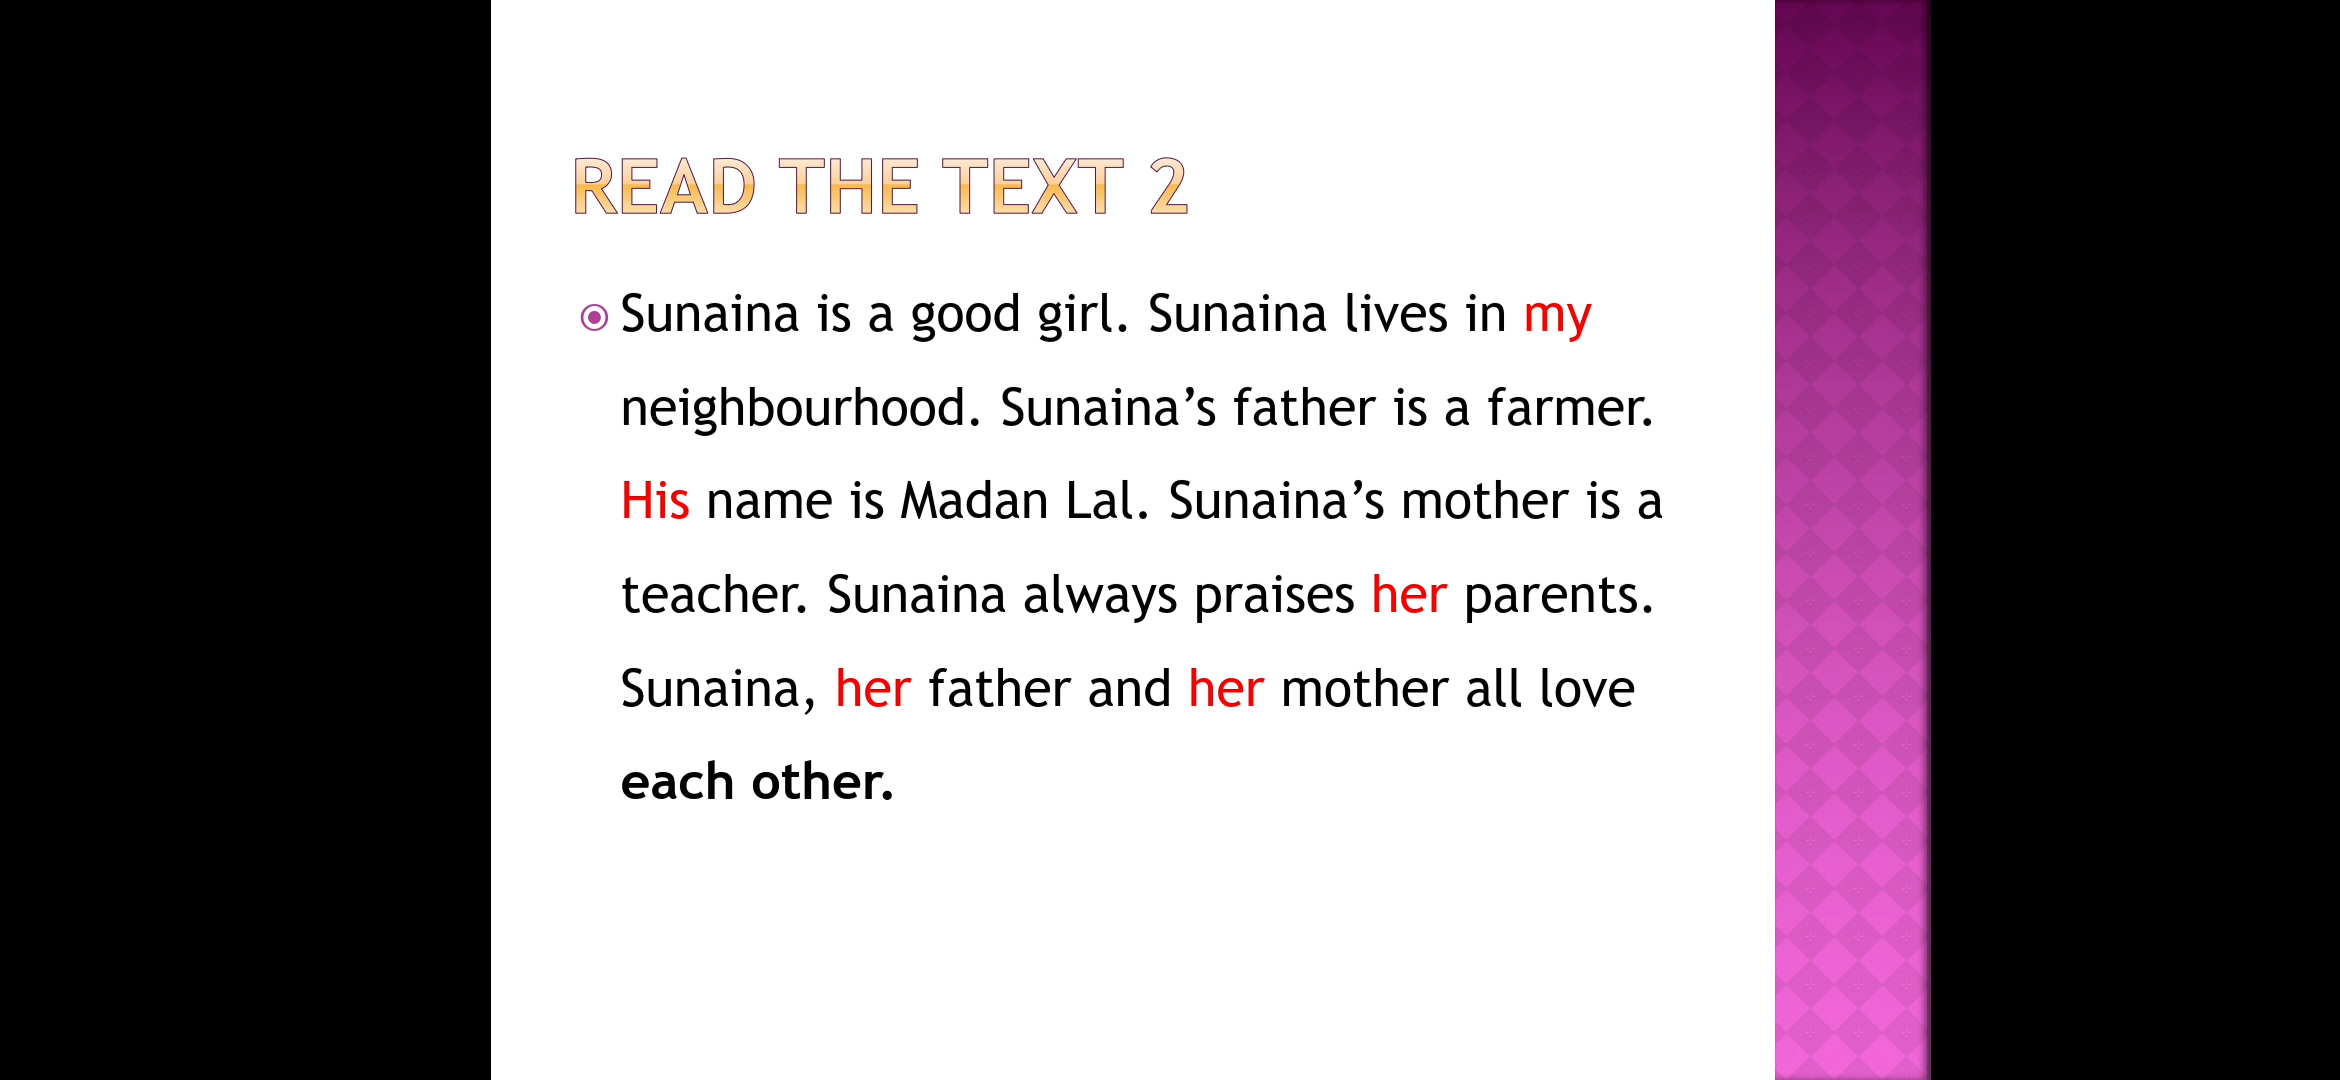 READ THE TEXT 2
Sunaina is a good girl. Sunaina lives in my
neighbourhood. Sunaina’s father is a farmer.
His name is Madan Lal. Sunaina’s mother is a
teacher. Sunaina always praises her parents.
Sunaina, her father and her mother all love
each other.